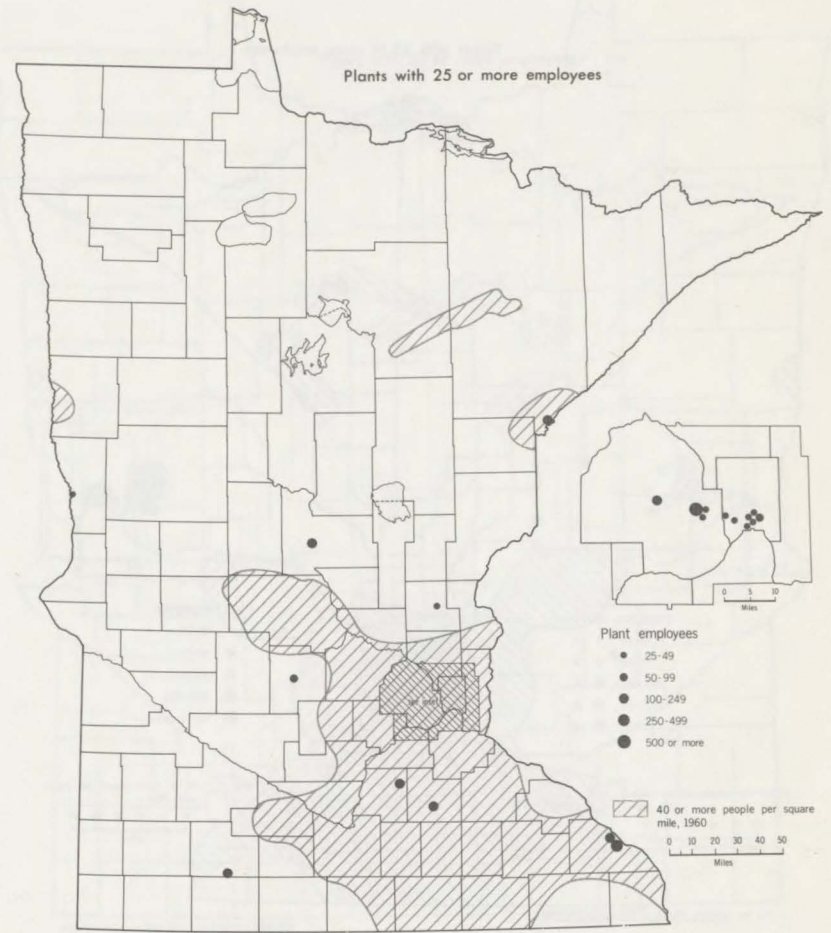 Plants with 25 or more employees
see inset
0 5 10
Miles
Plant employees
25-49
50-99
100-249
250-499
500 or more
40 or more people per square
mile, 1960
0 10 20 30 40 50
Miles